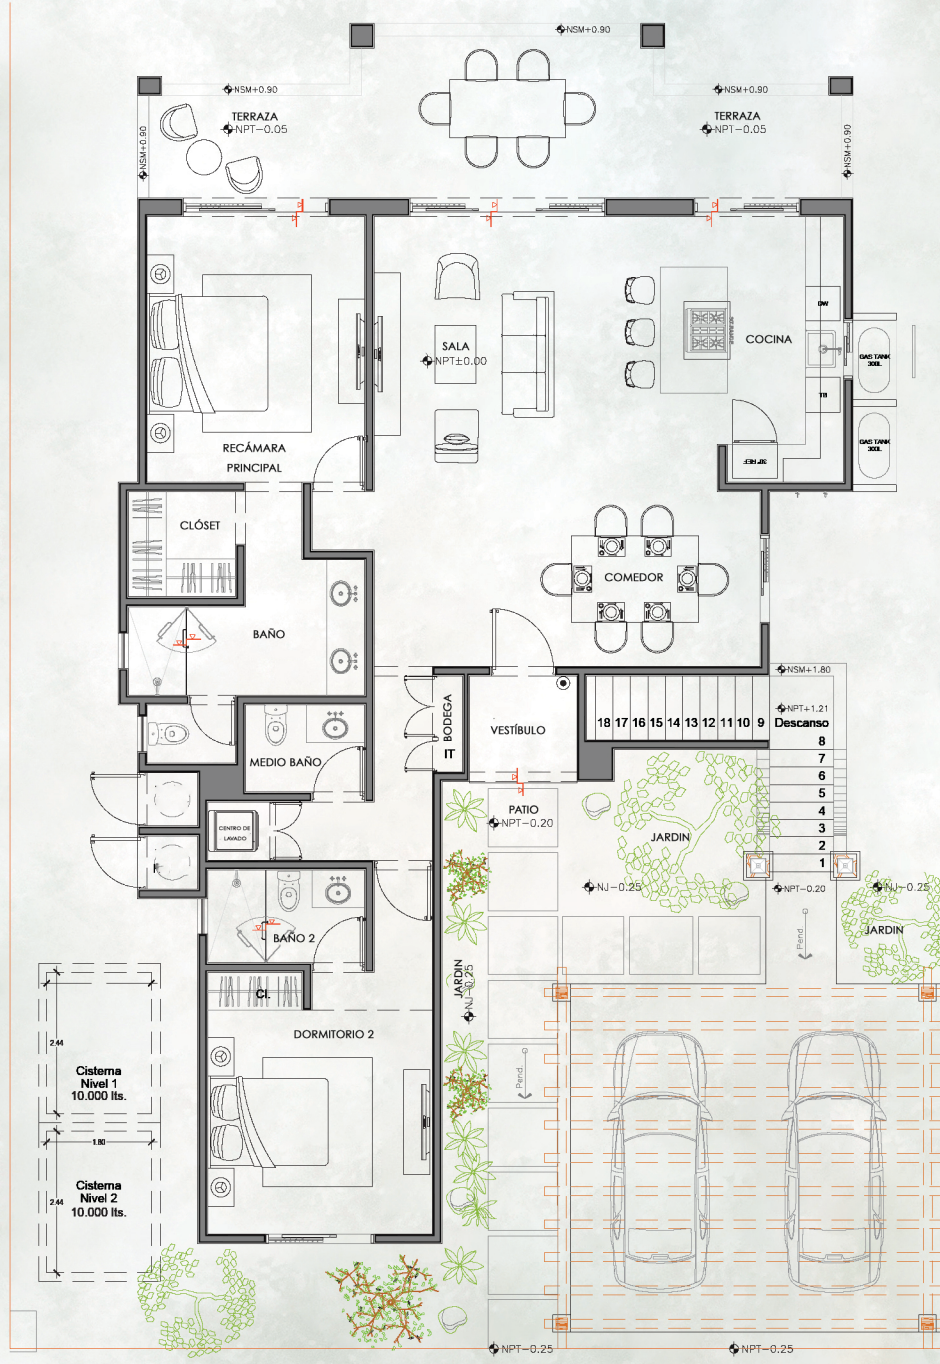 NSM+0.90
NSM+0.90
NSM+0.90
TERRAZA
NPT-0.05
TERRAZA
NPT-0.05
NSM+0.90
NSM+0.90
SALA
NPT±0.00
COCINA
DW
GAS TANK
300L
TB
RECÁMARA
PRINCIPAL
GAS TANK
300L
30" REF
CLÓSET
COMEDOR
BAÑO
NSM+1.80
NPT+1.21
BODEGA
IT
VESTÍBULO
18 17 16 15 14 13 12 11 10 9 Descanso
8
7
6
5
4
3
2
1
MEDIO BAÑO
CENTRO DE
LAVADO
PATIO
NPT-0.20
JARDIN
NJ-0.25
NPT-0.20
NJ-0.25
JARDIN
BAÑO 2
Pend.
JARDIN
NJ-0.25
Cl.
DORMITORIO 2
2.44
Cisterna
Nivel 1
10.000 lts.
Pend.
1.80
Cisterna
Nivel 2
10.000 lts.
2.44
NPT-0.25
NPT-0.25